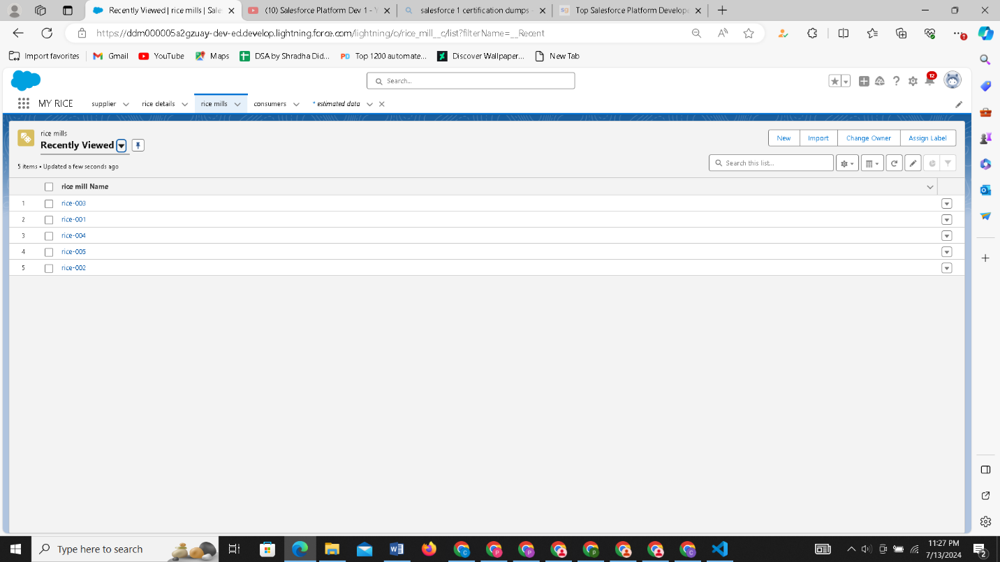 Recently Viewed | rice mills | Sales
(10) Salesforce Platform Dev 1 - Y
salesforce 1 certification dumps -
Top Salesforce Platform Develope
https://ddm000005a2gzuay-dev-ed.develop.lightning.force.com/lightning/o/rice_mill__c/list?filterName=__Recent
Import favorites
Gmail
YouTube
Maps
DSA by Shradha Did...
Top 1200 automate...
Discover Wallpaper...
New Tab
Search...
12
MY RICE
supplier
rice details
rice mills
consumers
* estimated data
rice mills
Recently Viewed
New
Import
Change Owner
Assign Label
5 items • Updated a few seconds ago
Search this list...
rice mill Name
1 rice-003
2 rice-001
3 rice-004
4 rice-005
5 rice-002
Type here to search
11:27 PM
7/13/2024
2